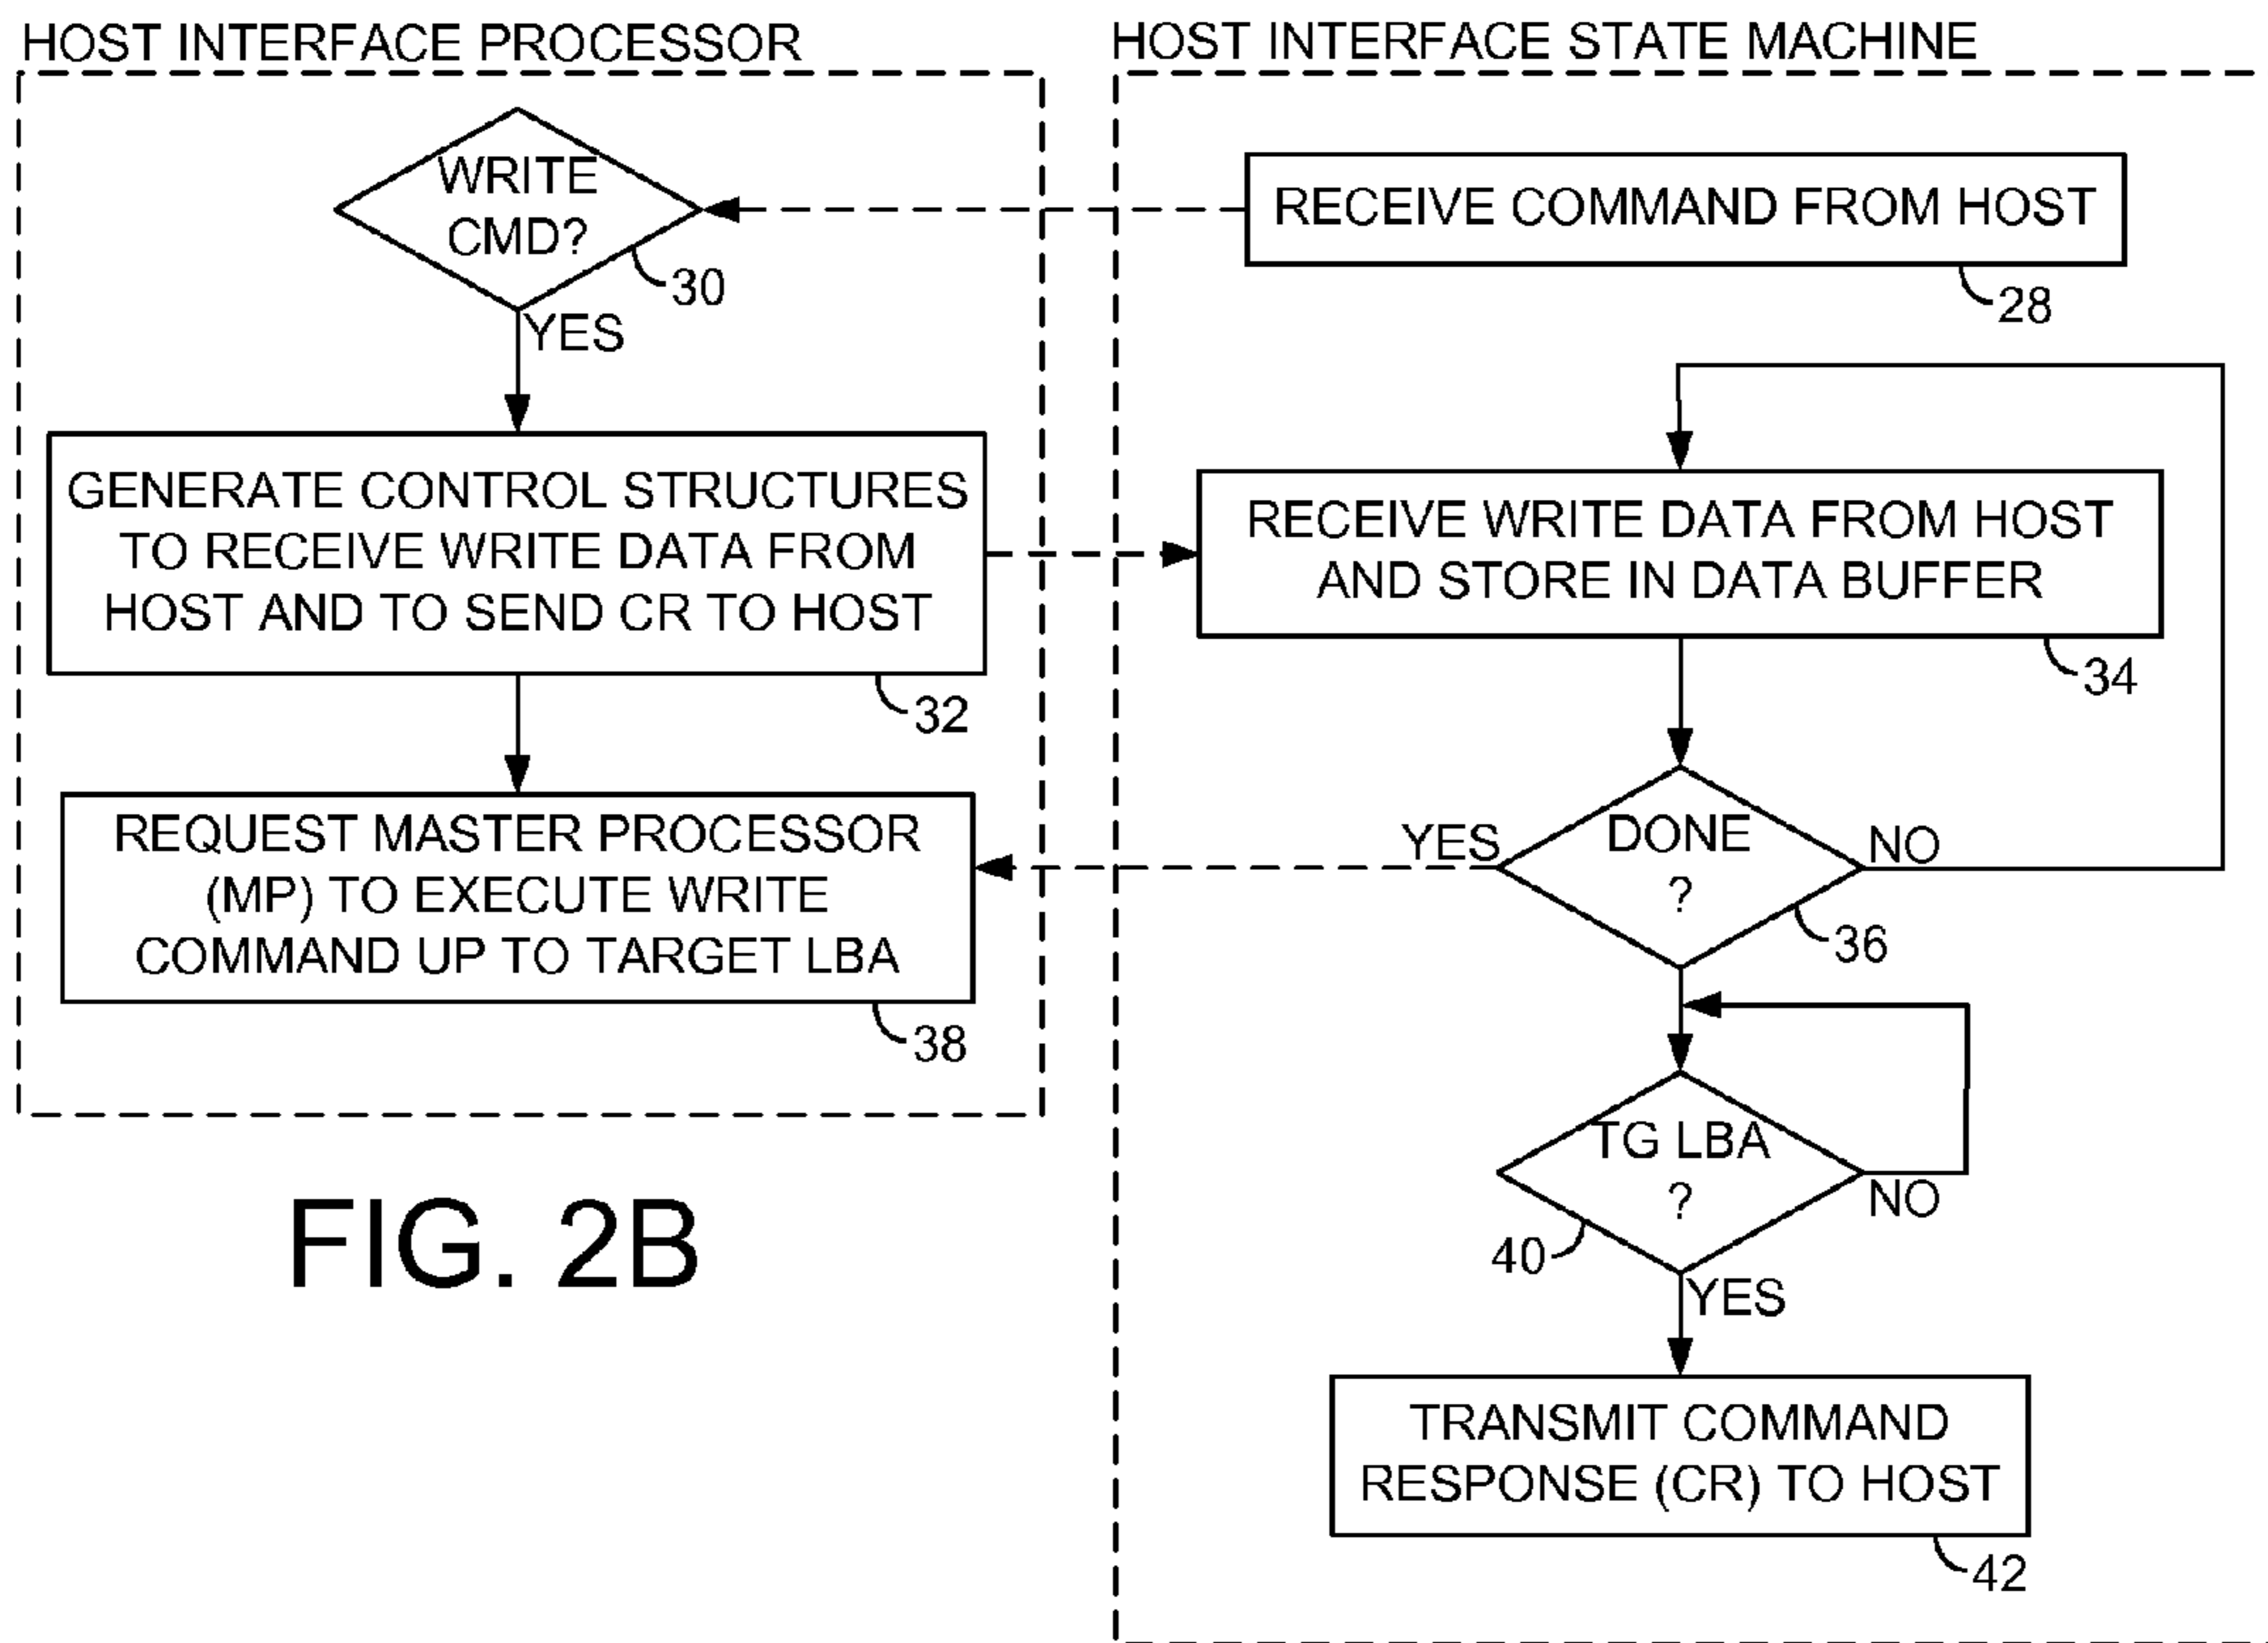 HOST INTERFACE PROCESSOR
WRITE
CMD?
30
YES
GENERATE CONTROL STRUCTURES
TO RECEIVE WRITE DATA FROM
HOST AND TO SEND CR TO HOST
32
REQUEST MASTER PROCESSOR
(MP) TO EXECUTE WRITE
COMMAND UP TO TARGET LBA
38
HOST INTERFACE STATE MACHINE
RECEIVE COMMAND FROM HOST
28
RECEIVE WRITE DATA FROM HOST
AND STORE IN DATA BUFFER
34
YES
DONE
?
NO
36
TG LBA
?
NO
40
YES
TRANSMIT COMMAND
RESPONSE (CR) TO HOST
42
FIG. 2B